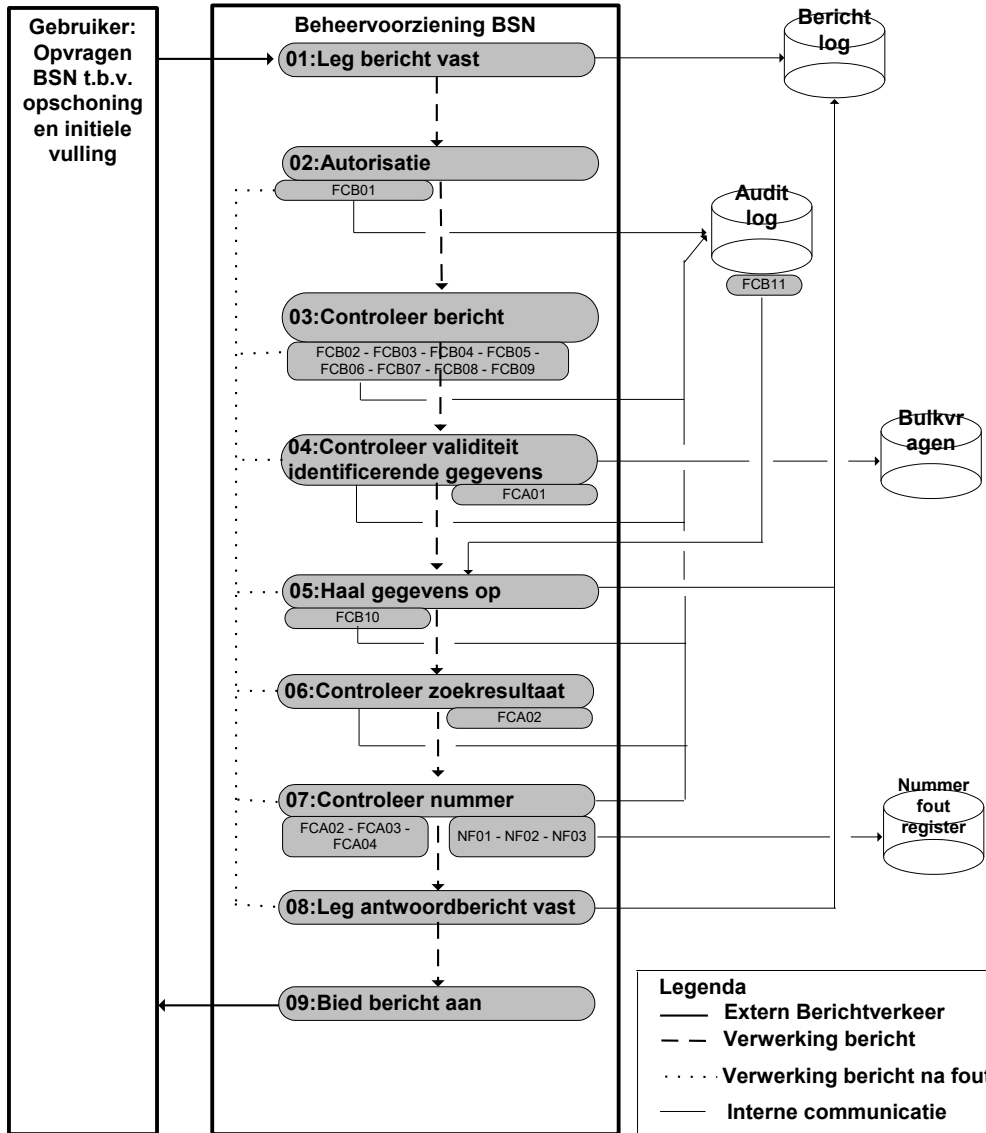 Gebruiker:
Opvragen
BSN t.b.v.
opschoning
en initiele
vulling
Beheervoorziening BSN
01:Leg bericht vast
Bericht
log
02:Autorisatie
FCB01
Audit
log
FCB11
03:Controleer bericht
FCB02 - FCB03 - FCB04 - FCB05 -
FCB06 - FCB07 - FCB08 - FCB09
04:Controleer validiteit
identificerende gegevens
FCA01
Bulkvr
agen
05:Haal gegevens op
FCB10
06:Controleer zoekresultaat
FCA02
07:Controleer nummer
FCA02 - FCA03 -
FCA04
NF01 - NF02 - NF03
Nummer
fout
register
08:Leg antwoordbericht vast
09:Bied bericht aan
Legenda
Extern Berichtverkeer
Verwerking bericht
Verwerking bericht na fout
Interne communicatie